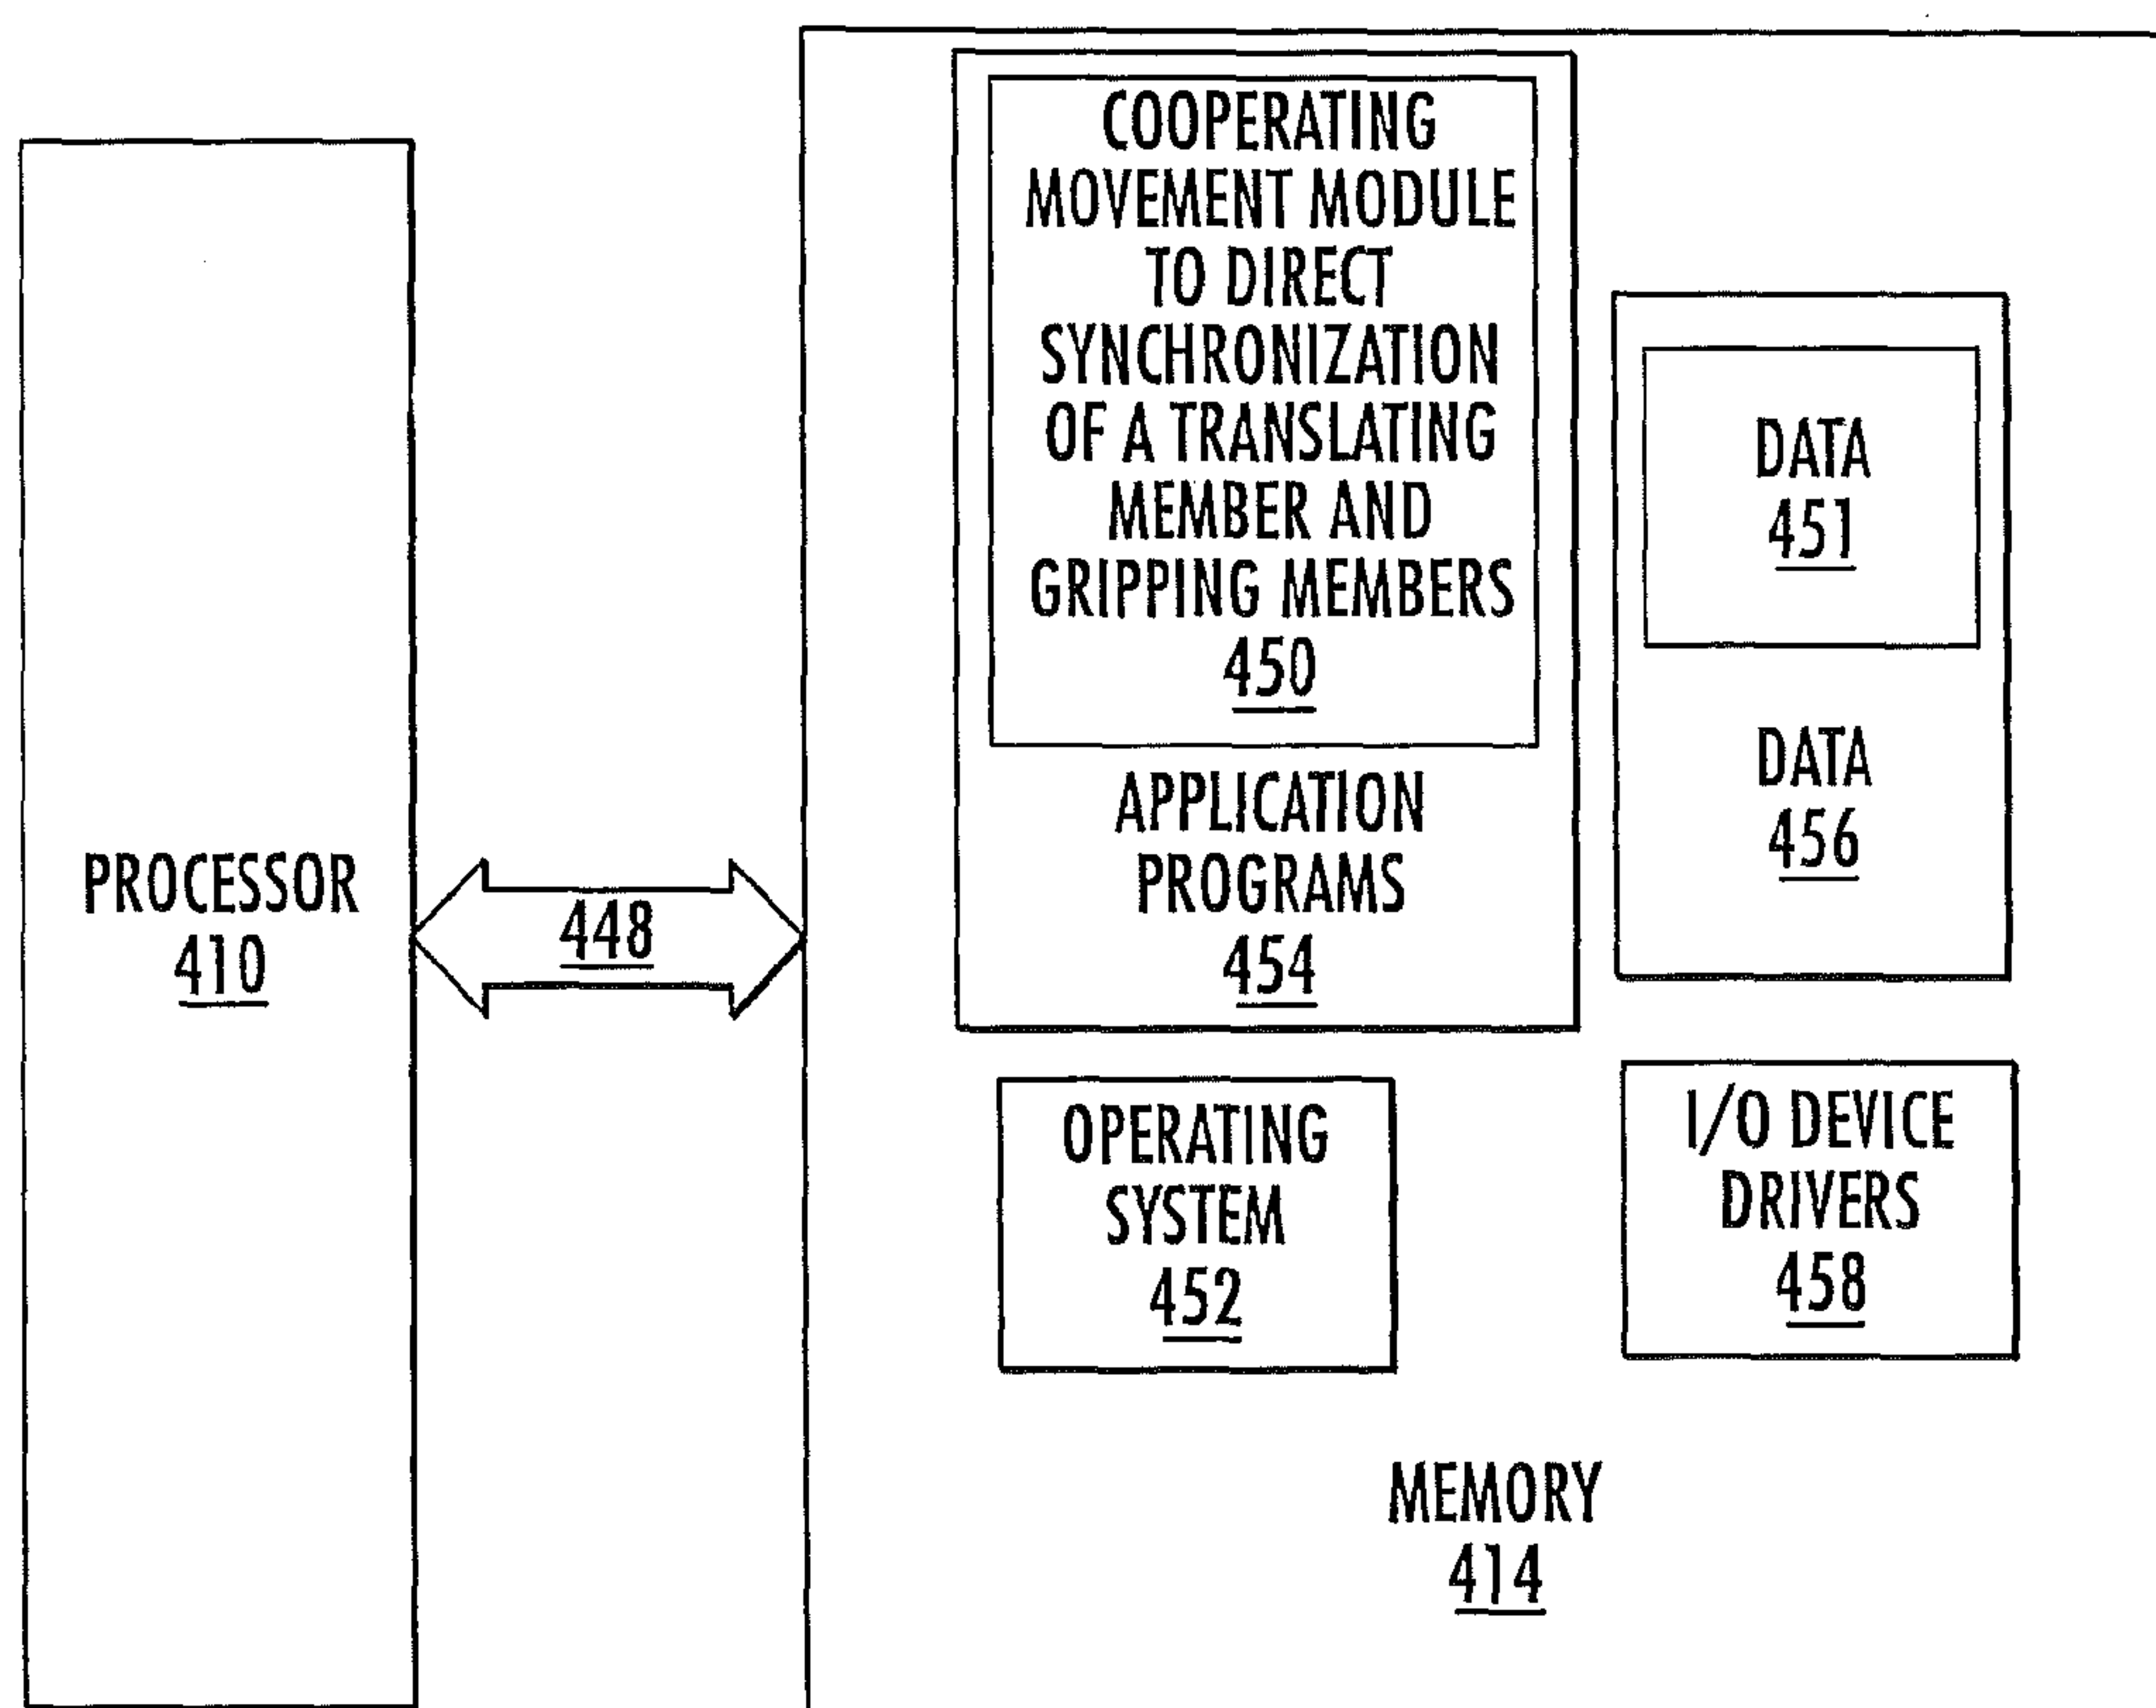 PROCESSOR
410
448
COOPERATING
MOVEMENT MODULE
TO DIRECT
SYNCHRONIZATION
OF A TRANSLATING
MEMBER AND
GRIPPING MEMBERS
450
APPLICATION
PROGRAMS
454
DATA
451
DATA
456
OPERATING
SYSTEM
452
I/O DEVICE
DRIVERS
458
MEMORY
414